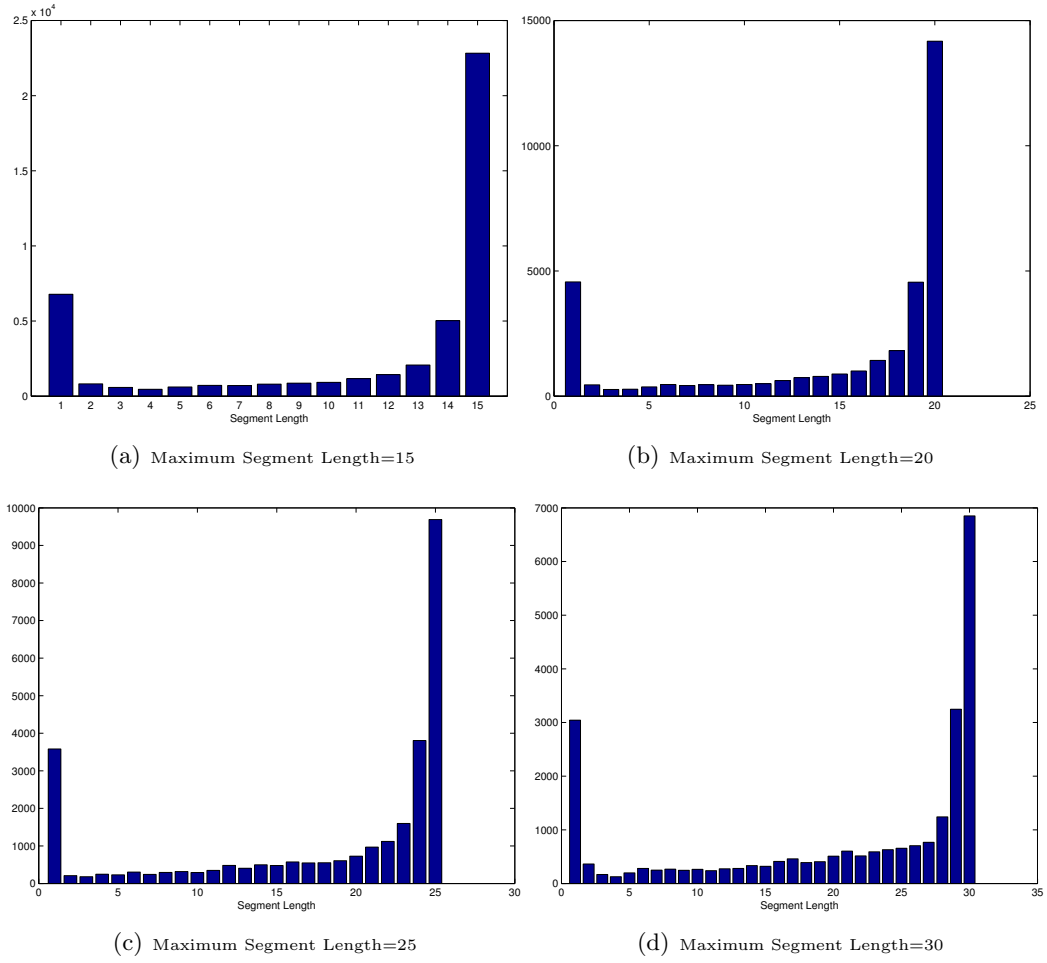 2.5 x 10⁴
2
1.5
1
0.5
0
1 2 3 4 5 6 7 8 9 10 11 12 13 14 15
Segment Length
(a) Maximum Segment Length=15
15000
10000
5000
0
0 5 10 15 20 25
Segment Length
(b) Maximum Segment Length=20
10000
9000
8000
7000
6000
5000
4000
3000
2000
1000
0
0 5 10 15 20 25 30
Segment Length
(c) Maximum Segment Length=25
7000
6000
5000
4000
3000
2000
1000
0
0 5 10 15 20 25 30 35
Segment Length
(d) Maximum Segment Length=30